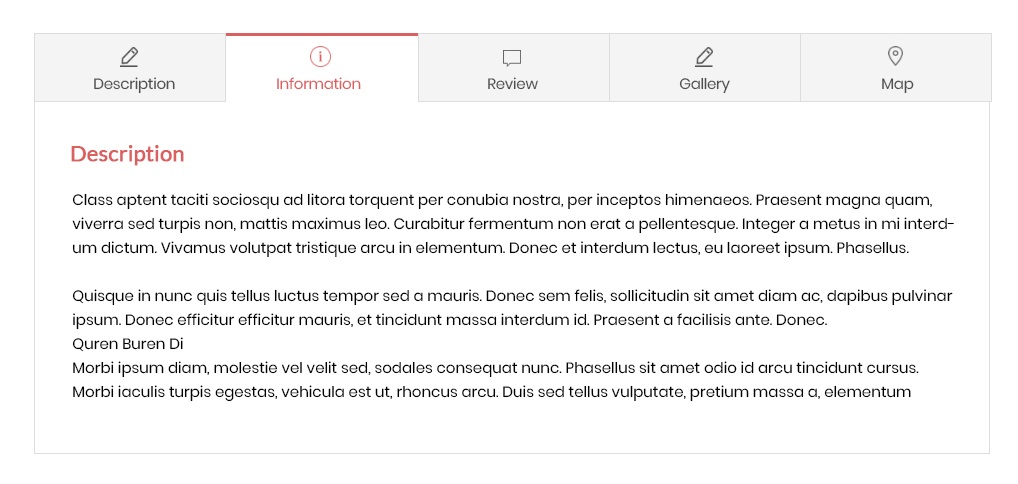 Description
Information
Review
Gallery
Map
Description
Class aptent taciti sociosqu ad litora torquent per conubia nostra, per inceptos himenaeos. Praesent magna quam,
viverra sed turpis non, mattis maximus leo. Curabitur fermentum non erat a pellentesque. Integer a metus in mi interd-
um dictum. Vivamus volutpat tristique arcu in elementum. Donec et interdum lectus, eu laoreet ipsum. Phasellus.
Quisque in nunc quis tellus luctus tempor sed a mauris. Donec sem felis, sollicitudin sit amet diam ac, dapibus pulvinar
ipsum. Donec efficitur efficitur mauris, et tincidunt massa interdum id. Praesent a facilisis ante. Donec.
Quren Buren Di
Morbi ipsum diam, molestie vel velit sed, sodales consequat nunc. Phasellus sit amet odio id arcu tincidunt cursus.
Morbi iaculis turpis egestas, vehicula est ut, rhoncus arcu. Duis sed tellus vulputate, pretium massa a, elementum